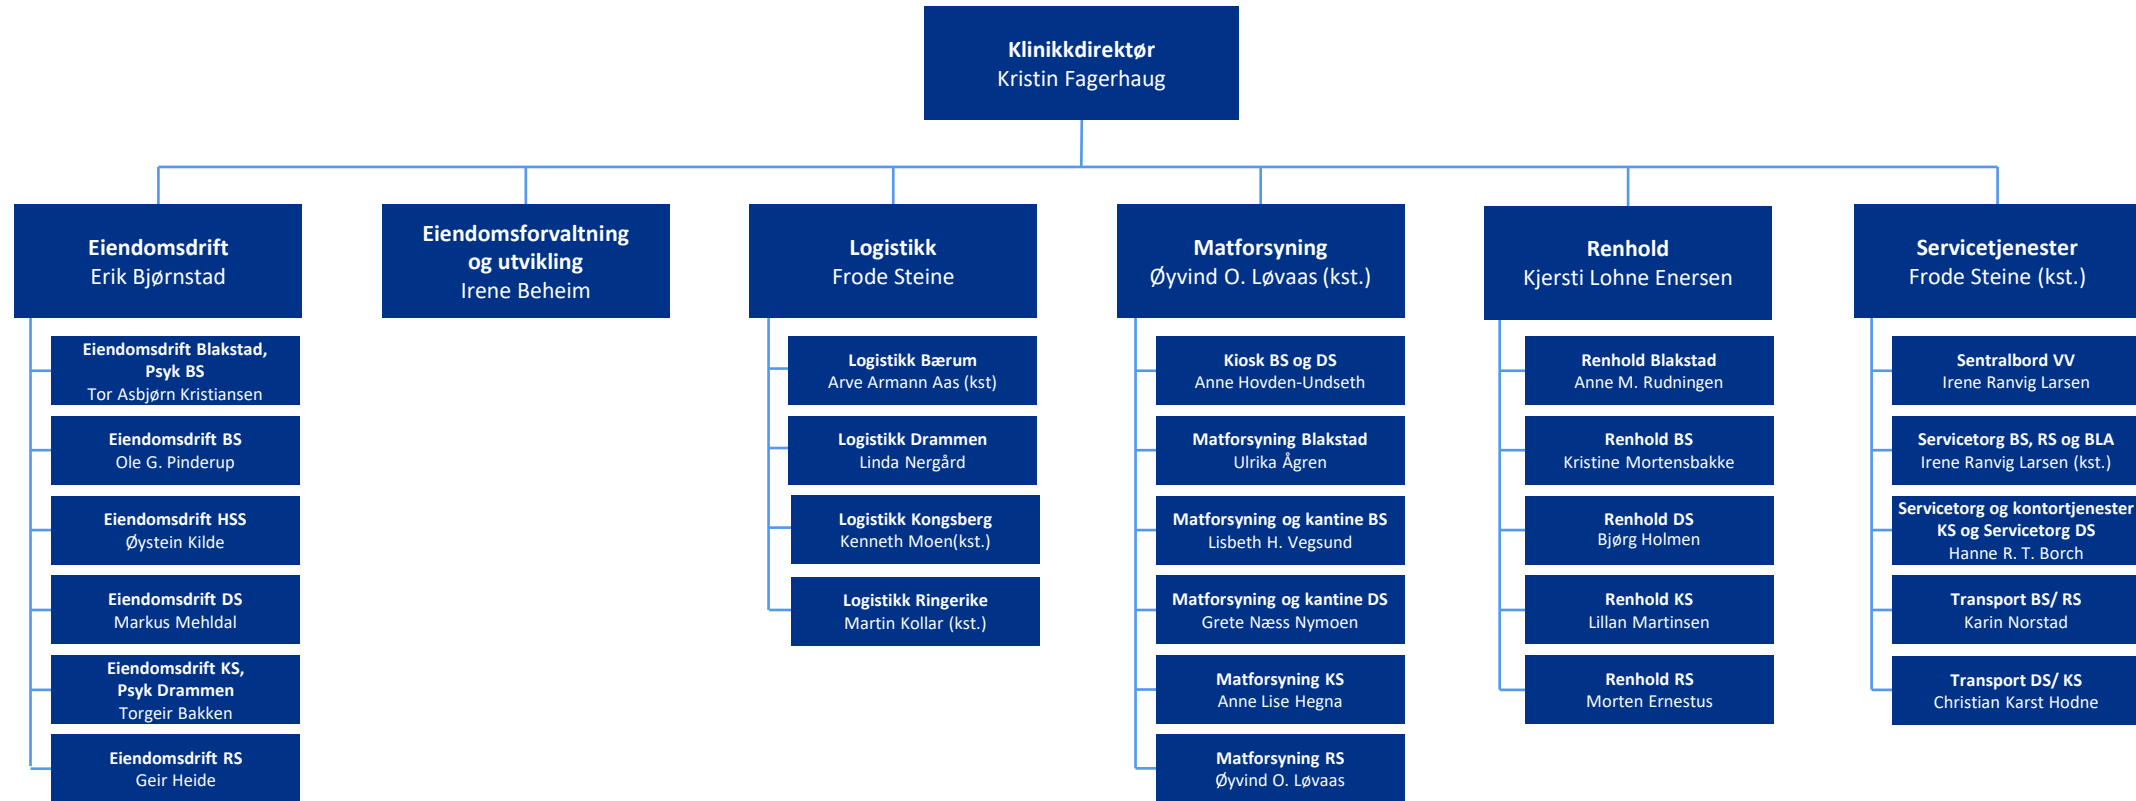 Klinikkdirektør
Kristin Fagerhaug
Eiendomsdrift
Erik Bjørnstad
Eiendomsforvaltning
og utvikling
Irene Beheim
Logistikk
Frode Steine
Matforsyning
Øyvind O. Løvaas (kst.)
Renhold
Kjersti Lohne Enersen
Servicetjenester
Frode Steine (kst.)
Eiendomsdrift Blakstad,
Psyk BS
Tor Asbjørn Kristiansen
Eiendomsdrift BS
Ole G. Pinderup
Eiendomsdrift HSS
Øystein Kilde
Eiendomsdrift DS
Markus Mehldal
Eiendomsdrift KS,
Psyk Drammen
Torgeir Bakken
Eiendomsdrift RS
Geir Heide
Logistikk Bærum
Arve Armann Aas (kst)
Logistikk Drammen
Linda Nergård
Logistikk Kongsberg
Kenneth Moen(kst.)
Logistikk Ringerike
Martin Kollar (kst.)
Kiosk BS og DS
Anne Hovden-Undseth
Matforsyning Blakstad
Ulrika Ågren
Matforsyning og kantine BS
Lisbeth H. Vegsund
Matforsyning og kantine DS
Grete Næss Nymoen
Matforsyning KS
Anne Lise Hegna
Matforsyning RS
Øyvind O. Løvaas
Renhold Blakstad
Anne M. Rudningen
Renhold BS
Kristine Mortensbakke
Renhold DS
Bjørg Holmen
Renhold KS
Lillan Martinsen
Renhold RS
Morten Ernestus
Sentralbord VV
Irene Ranvig Larsen
Servicetorg BS, RS og BLA
Irene Ranvig Larsen (kst.)
Servicetorg og kontortjenester
KS og Servicetorg DS
Hanne R. T. Borch
Transport BS/ RS
Karin Norstad
Transport DS/ KS
Christian Karst Hodne